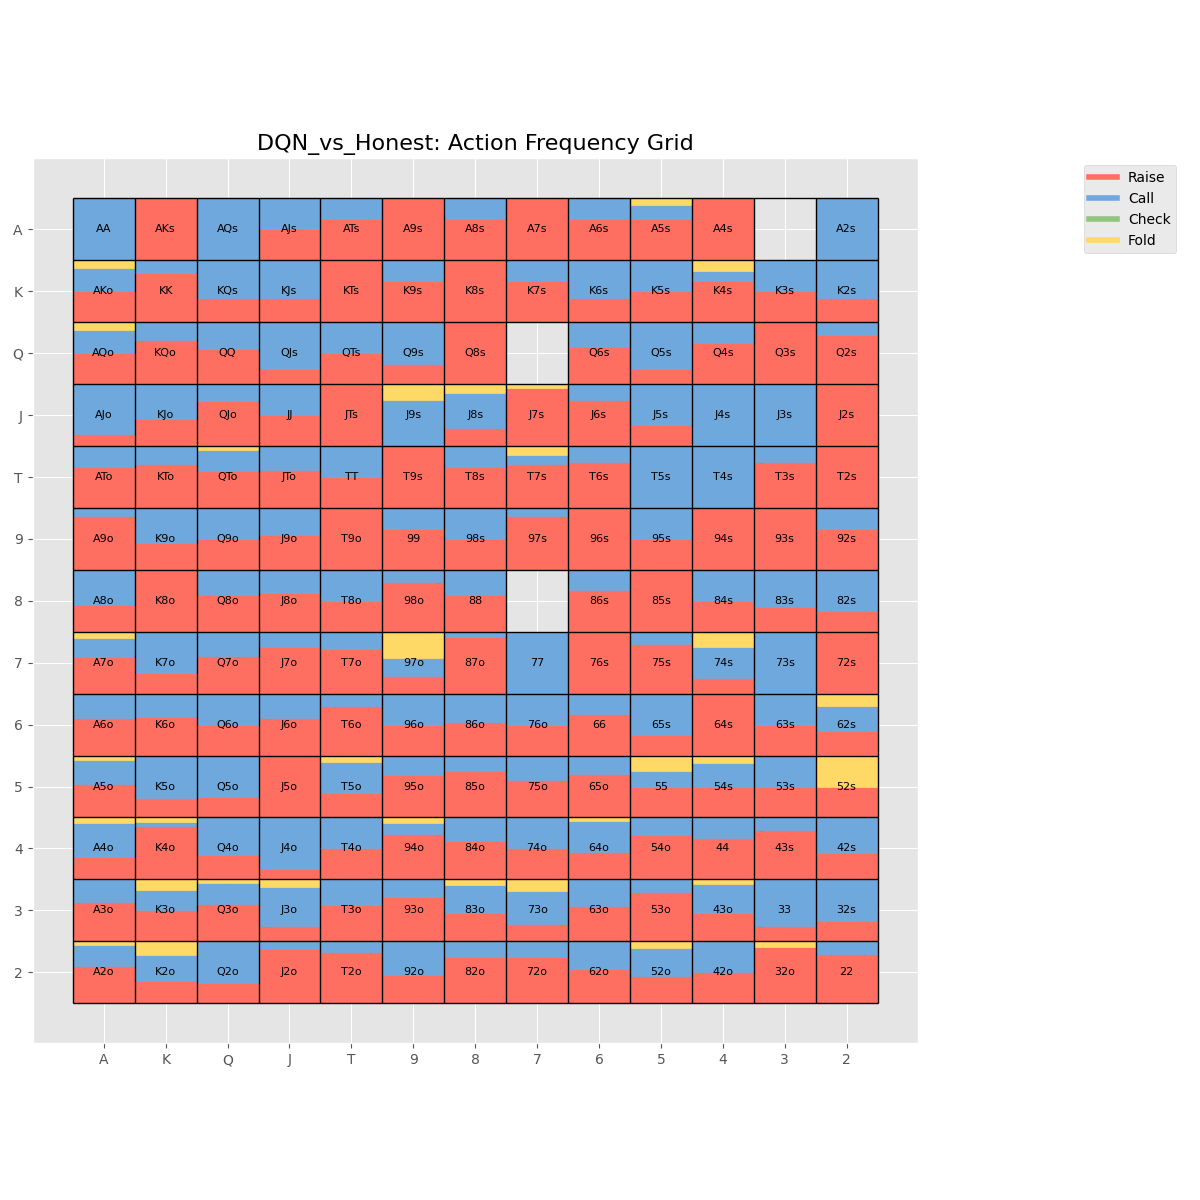 DQN_vs_Honest: Action Frequency Grid
Raise
Call
Check
Fold
A AA AKs AQs AJs ATs A9s A8s A7s A6s A5s A4s A2s
K AKo KK KQs KJs KTs K9s K8s K7s K6s K5s K4s K3s K2s
Q AQo KQo QQ QJs QTs Q9s Q8s Q6s Q5s Q4s Q3s Q2s
J AJo KJo QJo JJ JTs J9s J8s J7s J6s J5s J4s J3s J2s
T ATo KTo QTo JTo TT T9s T8s T7s T6s T5s T4s T3s T2s
9 A9o K9o Q9o J9o T9o 99 98s 97s 96s 95s 94s 93s 92s
8 A8o K8o Q8o J8o T8o 98o 88 86s 85s 84s 83s 82s
7 A7o K7o Q7o J7o T7o 97o 87o 77 76s 75s 74s 73s 72s
6 A6o K6o Q6o J6o T6o 96o 86o 76o 66 65s 64s 63s 62s
5 A5o K5o Q5o J5o T5o 95o 85o 75o 65o 55 54s 53s 52s
4 A4o K4o Q4o J4o T4o 94o 84o 74o 64o 54o 44 43s 42s
3 A3o K3o Q3o J3o T3o 93o 83o 73o 63o 53o 43o 33 32s
2 A2o K2o Q2o J2o T2o 92o 82o 72o 62o 52o 42o 32o 22
A K Q J T 9 8 7 6 5 4 3 2